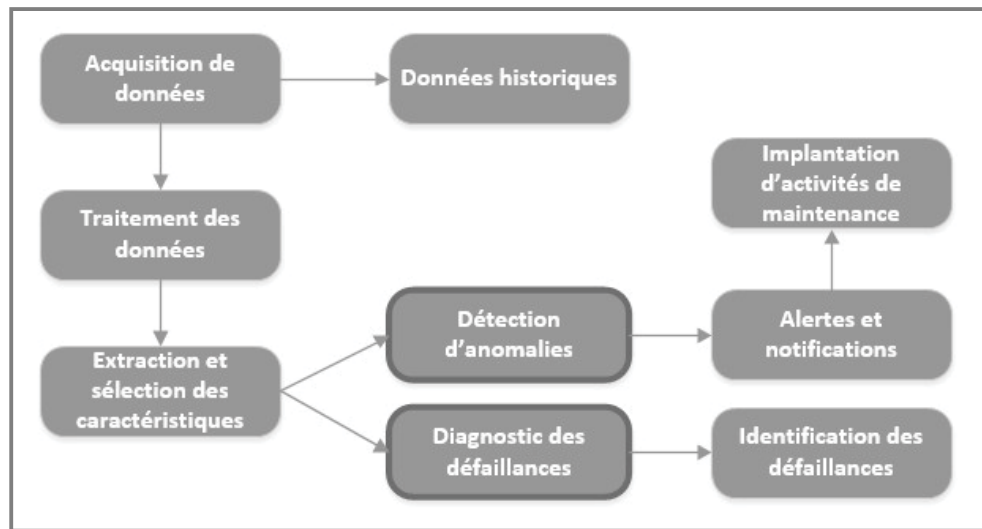 Acquisition de
données
Données historiques
Implantation
d'activités de
maintenance
Traitement des
données
Détection
d'anomalies
Alertes et
notifications
Extraction et
sélection des
caractéristiques
Diagnostic des
défaillances
Identification des
défaillances